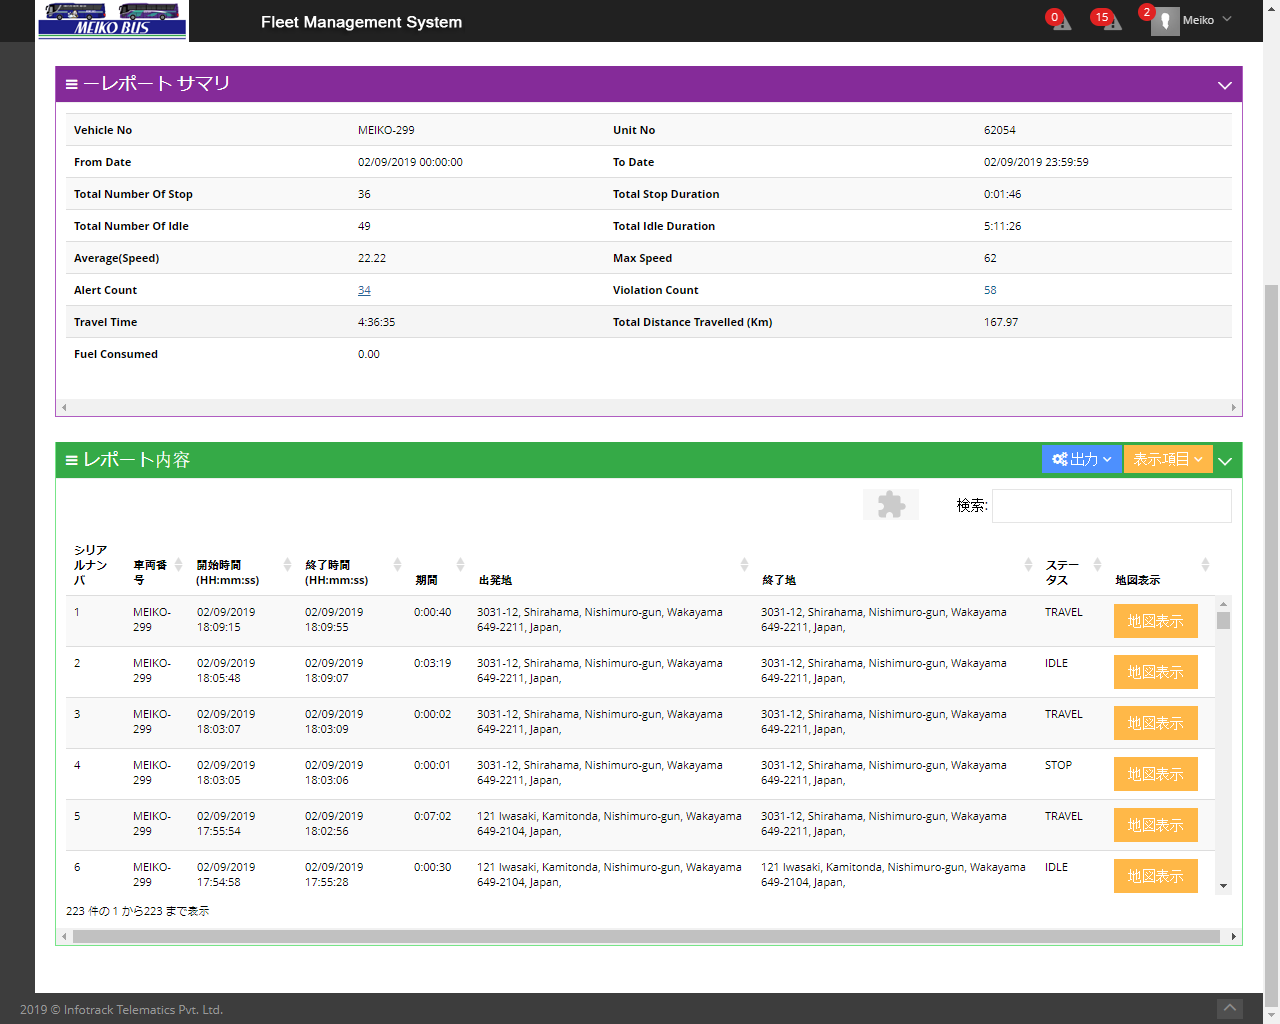 MEIKO BUS
Fleet Management System
0
15
2
Meiko
ーレポート サマリ
Vehicle No MEIKO-299 Unit No 62054
From Date 02/09/2019 00:00:00 To Date 02/09/2019 23:59:59
Total Number Of Stop 36 Total Stop Duration 0:01:46
Total Number Of Idle 49 Total Idle Duration 5:11:26
Average(Speed) 22.22 Max Speed 62
Alert Count 34 Violation Count 58
Travel Time 4:36:35 Total Distance Travelled (Km) 167.97
Fuel Consumed 0.00
レポート内容
出力
表示項目
検索:
シリア
ルナン 車両番 開始時間 終了時間 ステー
バ 号 (HH:mm:ss) (HH:mm:ss) 期間 出発地 終了地 タス 地図表示
1 MEIKO- 02/09/2019 02/09/2019 0:00:40 3031-12, Shirahama, Nishimuro-gun, Wakayama 3031-12, Shirahama, Nishimuro-gun, Wakayama TRAVEL 地図表示
299 18:09:15 18:09:55 649-2211, Japan, 649-2211, Japan,
2 MEIKO- 02/09/2019 02/09/2019 0:03:19 3031-12, Shirahama, Nishimuro-gun, Wakayama 3031-12, Shirahama, Nishimuro-gun, Wakayama IDLE 地図表示
299 18:05:48 18:09:07 649-2211, Japan, 649-2211, Japan,
3 MEIKO- 02/09/2019 02/09/2019 0:00:02 3031-12, Shirahama, Nishimuro-gun, Wakayama 3031-12, Shirahama, Nishimuro-gun, Wakayama TRAVEL 地図表示
299 18:03:07 18:03:09 649-2211, Japan, 649-2211, Japan,
4 MEIKO- 02/09/2019 02/09/2019 0:00:01 3031-12, Shirahama, Nishimuro-gun, Wakayama 3031-12, Shirahama, Nishimuro-gun, Wakayama STOP 地図表示
299 18:03:05 18:03:06 649-2211, Japan, 649-2211, Japan,
5 MEIKO- 02/09/2019 02/09/2019 0:07:02 121 Iwasaki, Kamitonda, Nishimuro-gun, Wakayama 3031-12, Shirahama, Nishimuro-gun, Wakayama TRAVEL 地図表示
299 17:55:54 18:02:56 649-2104, Japan, 649-2211, Japan,
6 MEIKO- 02/09/2019 02/09/2019 0:00:30 121 Iwasaki, Kamitonda, Nishimuro-gun, Wakayama 121 Iwasaki, Kamitonda, Nishimuro-gun, Wakayama IDLE 地図表示
299 17:54:58 17:55:28 649-2104, Japan, 649-2104, Japan,
223 件の 1 から223 まで表示
2019 © Infotrack Telematics Pvt. Ltd.